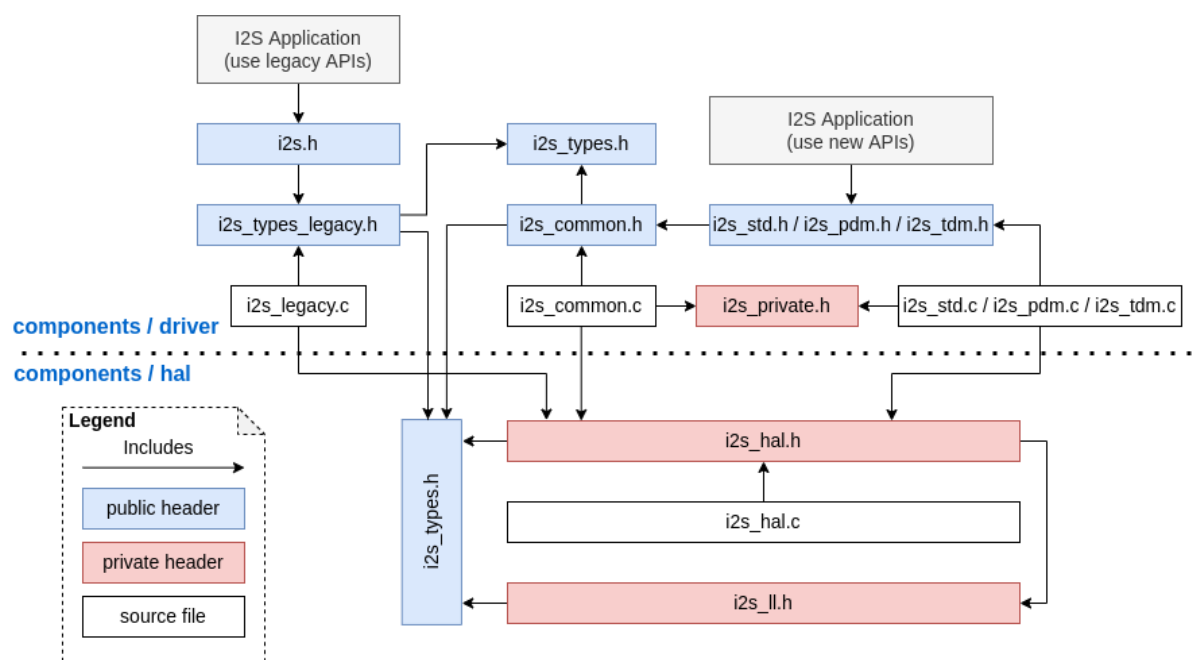 I2S Application
(use legacy APIs)
I2S Application
(use new APIs)
i2s.h
i2s_types.h
i2s_types_legacy.h
i2s_common.h
i2s_std.h / i2s_pdm.h / i2s_tdm.h
i2s_legacy.c
i2s_common.c
i2s_private.h
i2s_std.c / i2s_pdm.c / i2s_tdm.c
components / driver
components / hal
Legend
Includes
public header
private header
source file
i2s_types.h
i2s_hal.h
i2s_hal.c
i2s_ll.h